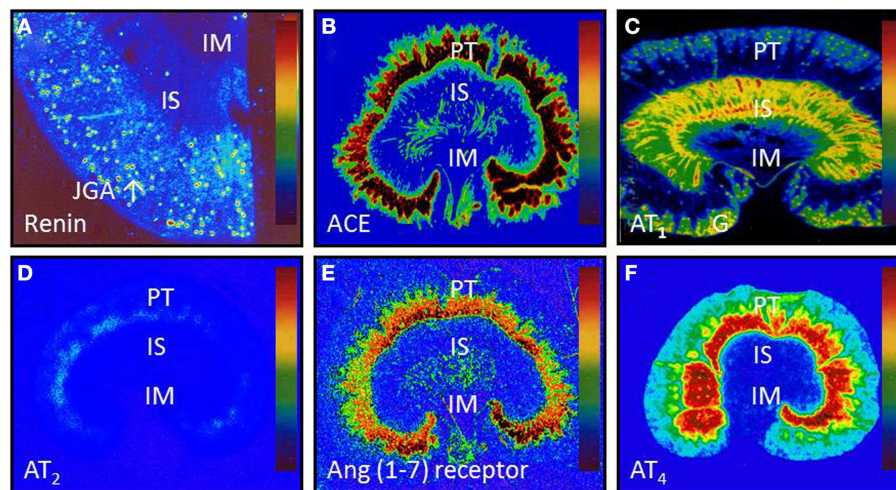 A
IM
IS
JGA ↑
Renin
B
PT
IS
IM
ACE
C
PT
IS
IM
AT₁ G
D
PT
IS
IM
AT₂
E
PT
IS
IM
Ang (1-7) receptor
F
PT
IS
IM
AT₄